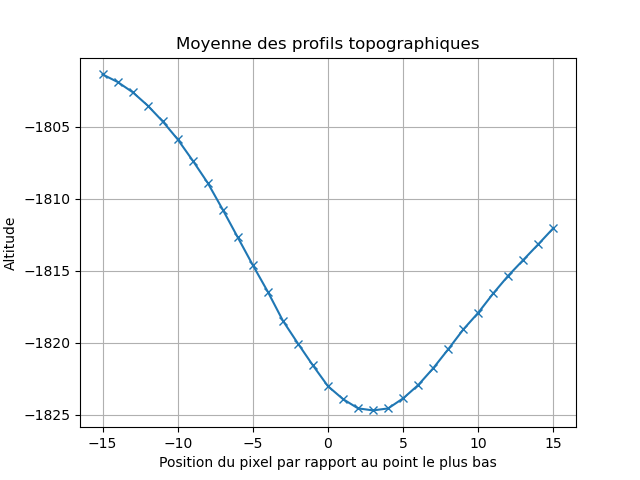 Moyenne des profils topographiques
Altitude
−1805
−1810
−1815
−1820
−1825
−15 −10 −5 0 5 10 15
Position du pixel par rapport au point le plus bas